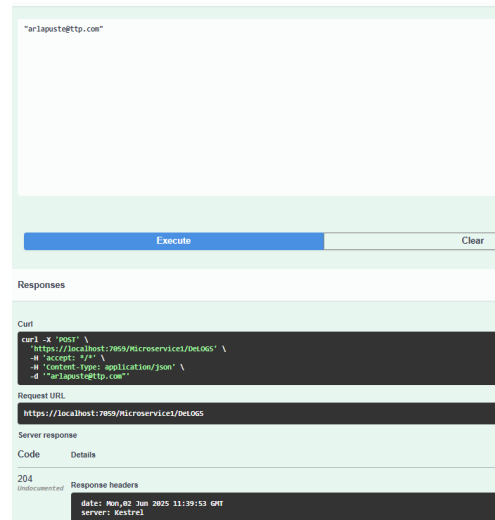 "arlapuste@ttp.com"
Execute
Clear
Responses
Curl
curl -X 'POST' \
'https://localhost:7059/Microservice1/DeLOGS' \
-H 'accept: */*' \
-H 'Content-Type: application/json' \
-d '"arlapuste@ttp.com"'
Request URL
https://localhost:7059/Microservice1/DeLOGS
Server response
Code Details
204
Undocumented
Response headers
date: Mon,02 Jun 2025 11:39:53 GMT
server: Kestrel